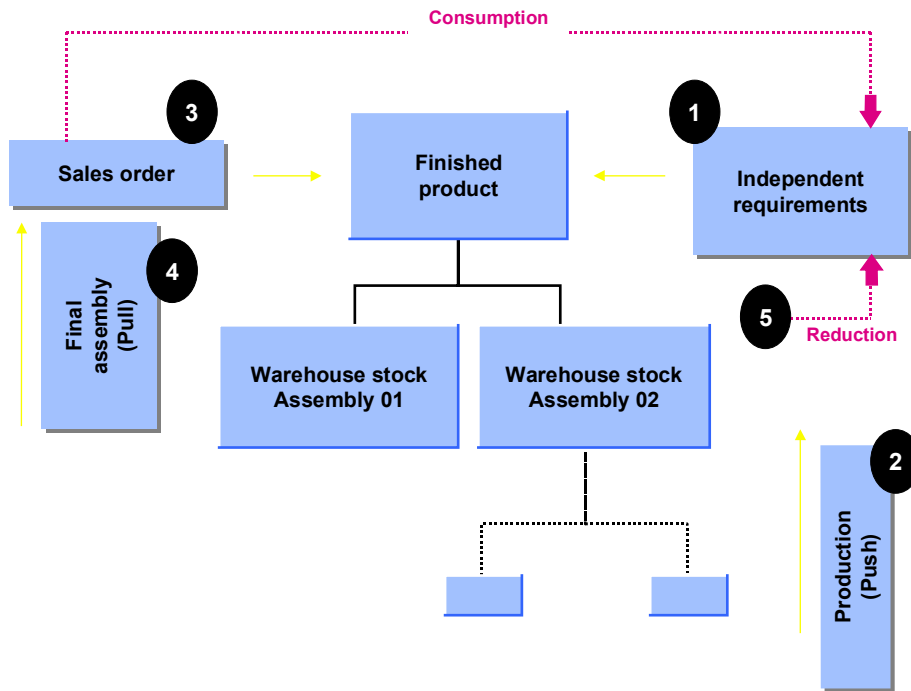 Consumption
3
1
Sales order
Finished
product
Independent
requirements
4
Final
assembly
(Pull)
5
Reduction
Warehouse stock
Assembly 01
Warehouse stock
Assembly 02
2
Production
(Push)